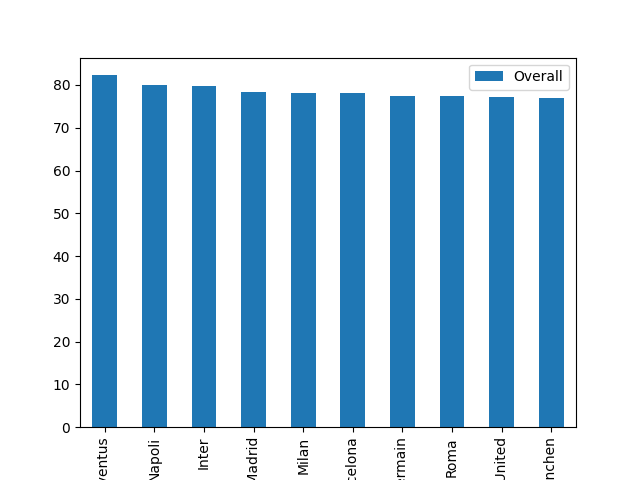 Overall
80
70
60
50
40
30
20
10
0
ventus
Napoli
Inter
Madrid
Milan
celona
ermain
Roma
United
nchen